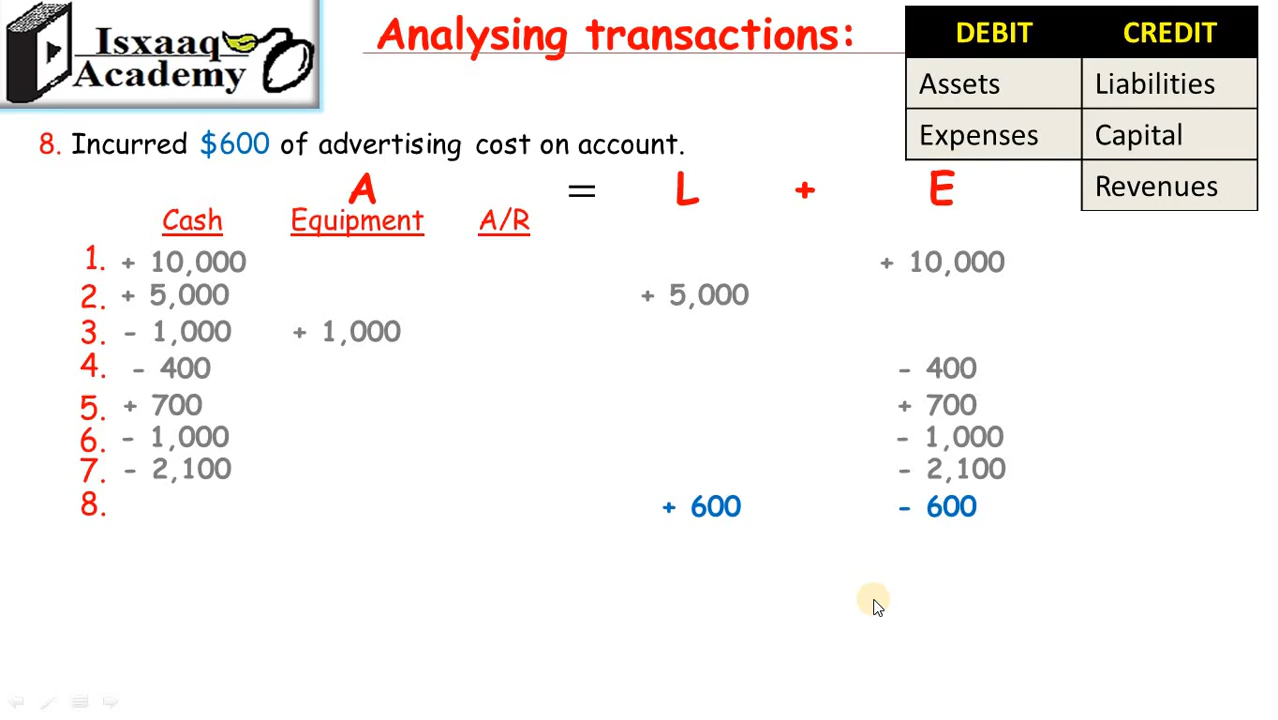 Isxaaq
Academy
Analysing transactions:
DEBIT CREDIT
Assets Liabilities
Expenses Capital
Revenues
8. Incurred $600 of advertising cost on account.
A = L + E
Cash Equipment A/R
1. + 10,000 + 10,000
2. + 5,000 + 5,000
3. - 1,000 + 1,000
4. - 400 - 400
5. + 700 + 700
6. - 1,000 - 1,000
7. - 2,100 - 2,100
8. + 600 - 600